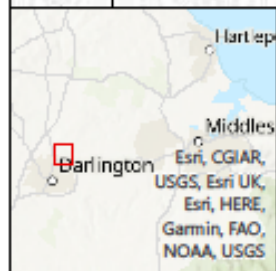 Hartlep
Middles
Darlington
Esri, CGIAR,
USGS, Esri UK,
Esri, HERE,
Garmin, FAO,
NOAA, USGS